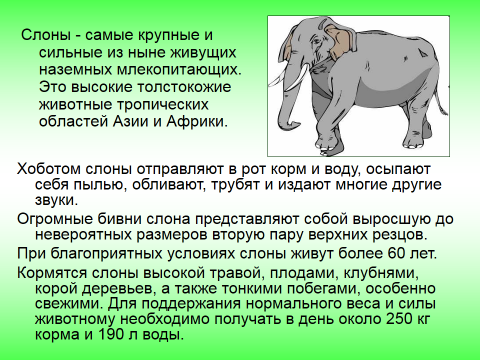 Слоны - самые крупные и
сильные из ныне живущих
наземных млекопитающих.
Это высокие толстокожие
животные тропических
областей Азии и Африки.
Хоботом слоны отправляют в рот корм и воду, осыпают
себя пылью, обливают, трубят и издают многие другие
звуки.
Огромные бивни слона представляют собой выросшую до
невероятных размеров вторую пару верхних резцов.
При благоприятных условиях слоны живут более 60 лет.
Кормятся слоны высокой травой, плодами, клубнями,
корой деревьев, а также тонкими побегами, особенно
свежими. Для поддержания нормального веса и силы
животному необходимо получать в день около 250 кг
корма и 190 л воды.